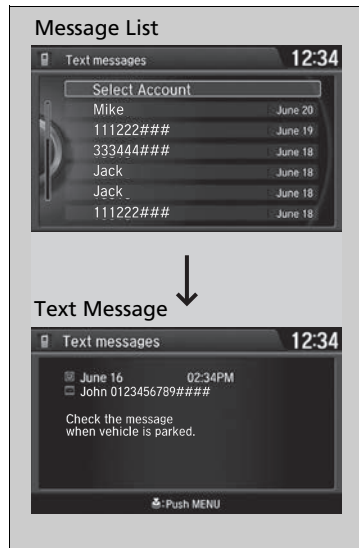 Message List
Text messages 12:34
Select Account
Mike June 20
111222### June 19
333444### June 18
Jack June 18
Jack June 18
111222### June 18
Text Message
Text messages 12:34
June 16 02:34PM
John 0123456789####
Check the message
when vehicle is parked.
:Push MENU